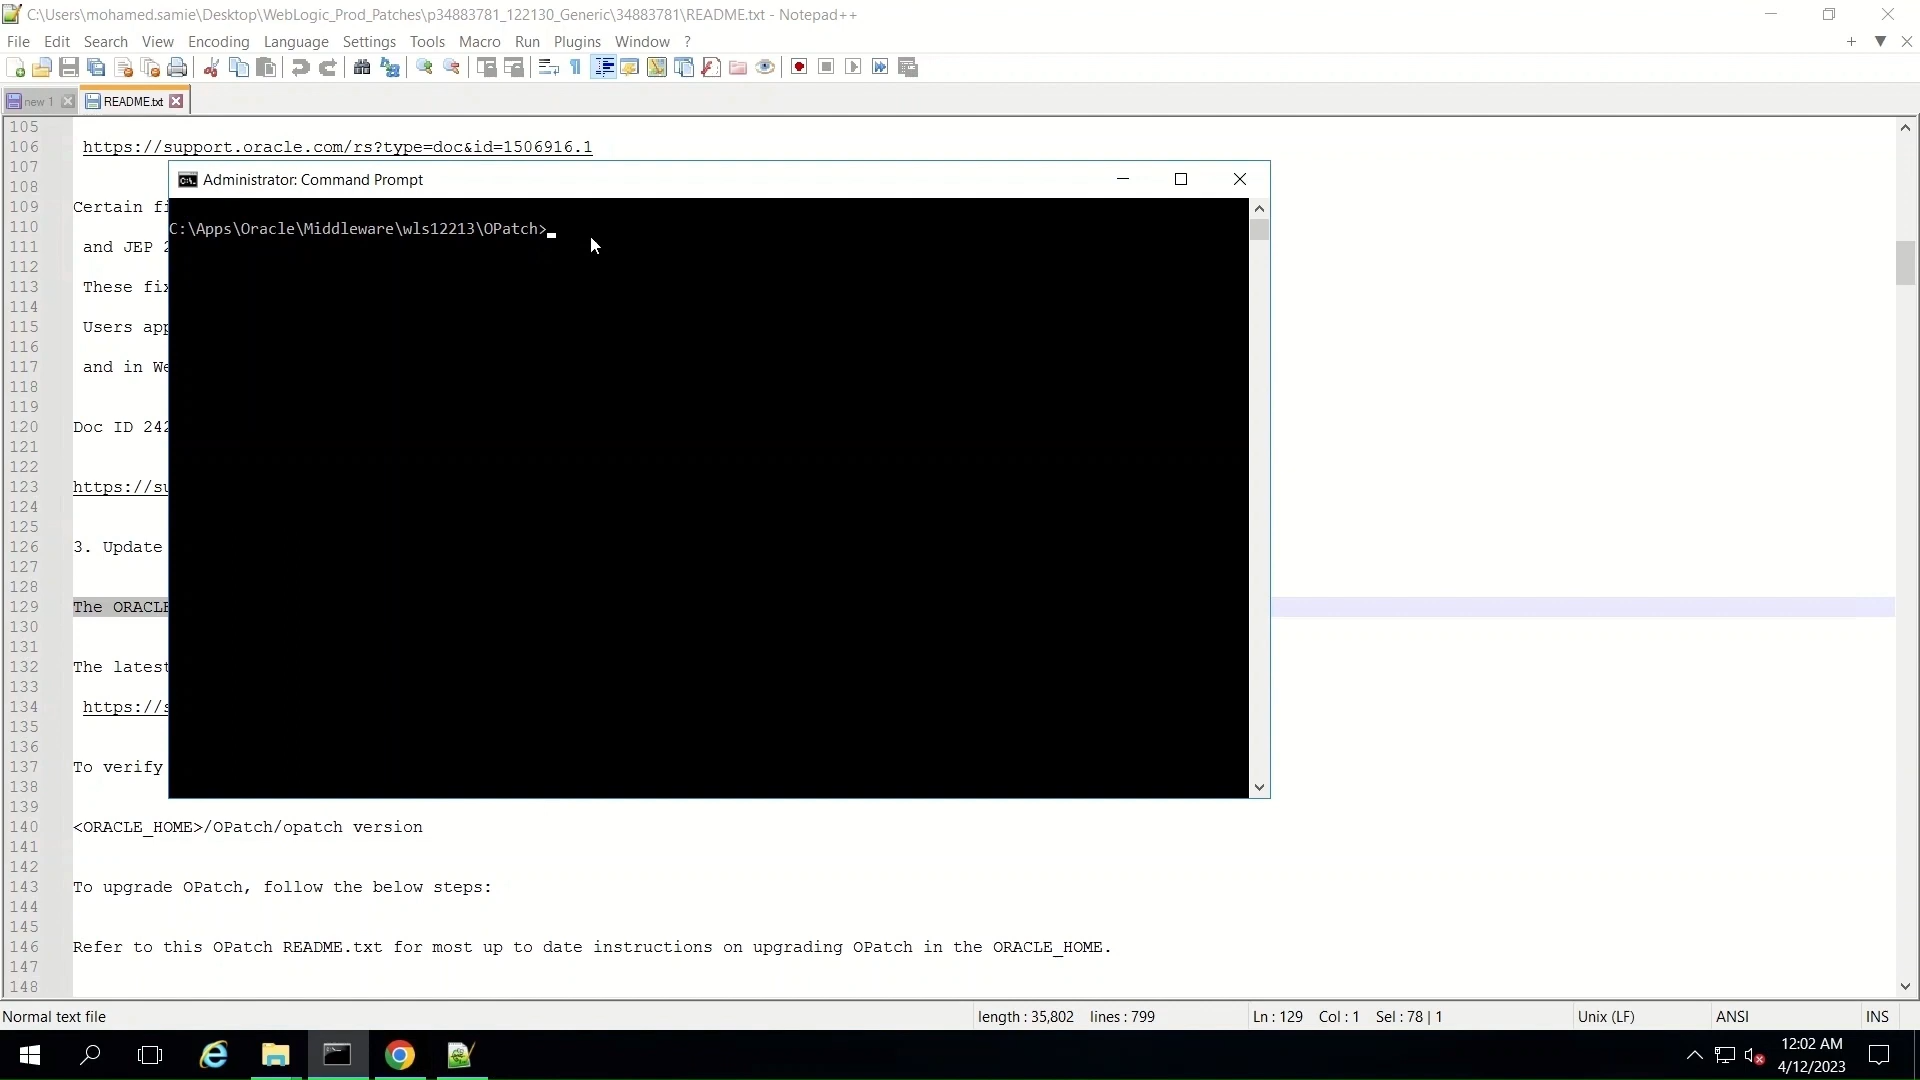 C:\Users\mohamed.samie\Desktop\WebLogic_Prod_Patches\p34883781_122130_Generic\34883781\README.txt - Notepad++
File Edit Search View Encoding Language Settings Tools Macro Run Plugins Window ?
new 1 README.txt
105
106 https://support.oracle.com/rs?type=doc&id=1506916.1
107
Administrator: Command Prompt
108
109 Certain fi
C:\Apps\Oracle\Middleware\wls12213\OPatch>
110
111 and JEP 2
112
113 These fix
114
115 Users app
116
117 and in We
118
119
120 Doc ID 242
121
122
123 https://su
124
125
126 3. Update
127
128
129 The ORACLE
130
131
132 The latest
133
134 https://s
135
136
137 To verify
138
139
140 <ORACLE_HOME>/OPatch/opatch version
141
142
143 To upgrade OPatch, follow the below steps:
144
145
146 Refer to this OPatch README.txt for most up to date instructions on upgrading OPatch in the ORACLE_HOME.
147
148
Normal text file length : 35,802 lines : 799 Ln : 129 Col : 1 Sel : 78 | 1 Unix (LF) ANSI INS
12:02 AM
4/12/2023